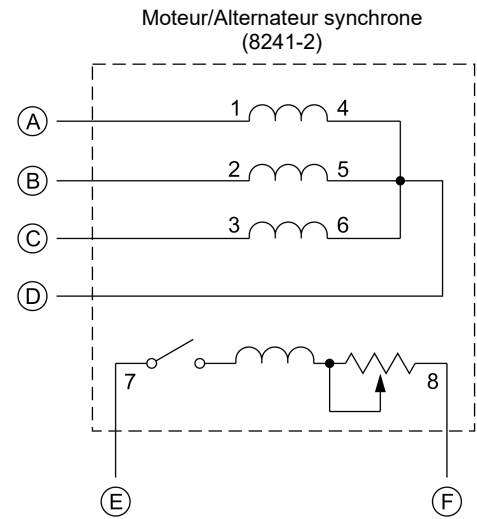 Moteur/Alternateur synchrone
(8241-2)
A 1 4
B 2 5
C 3 6
D
7 8
E F